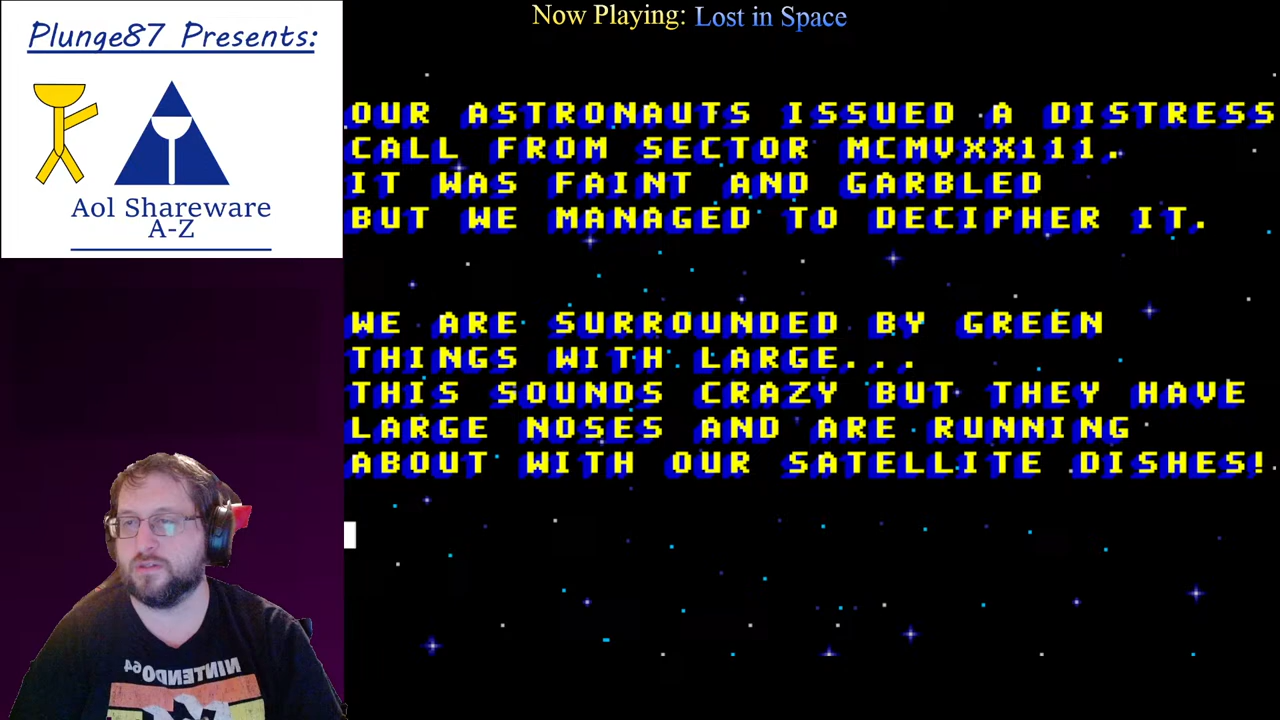 Plunge87 Presents:
Aol Shareware
A-Z
Now Playing: Lost in Space
OUR ASTRONAUTS ISSUED A DISTRESS
CALL FROM SECTOR MCMVXX111.
IT WAS FAINT AND GARBLED
BUT WE MANAGED TO DECIPHER IT.
WE ARE SURROUNDED BY GREEN
THINGS WITH LARGE...
THIS SOUNDS CRAZY BUT THEY HAVE
LARGE NOSES AND ARE RUNNING
ABOUT WITH OUR SATELLITE DISHES!
NINTENDO64